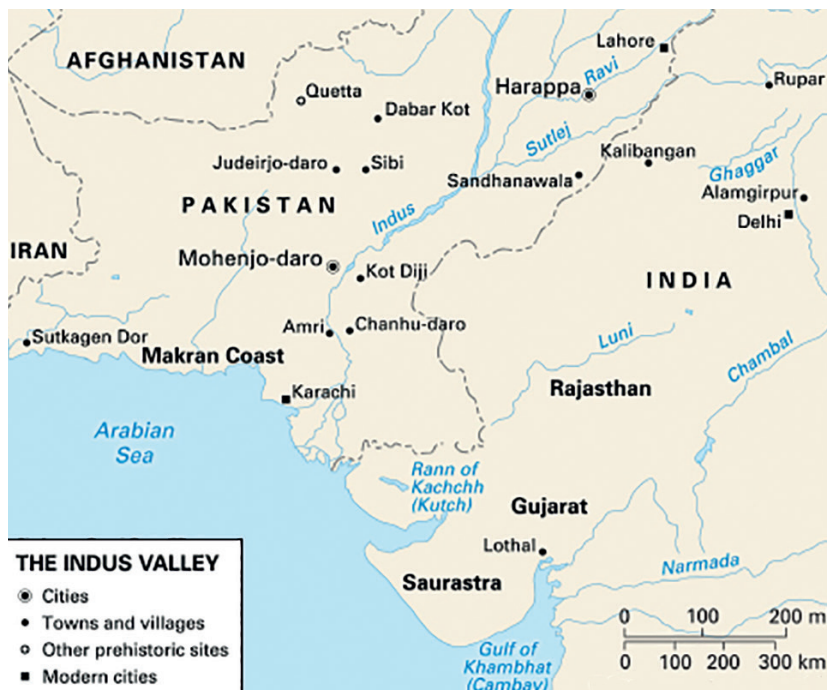 AFGHANISTAN
Lahore
Ravi
Quetta
Harappa
Rupar
Dabar Kot
Sutlej
Kalibangan
Judeirjo-daro
Sibi
Sandhanawala
Ghaggar
Alamgirpur
PAKISTAN
Indus
Delhi
IRAN
Mohenjo-daro
Kot Diji
INDIA
Sutkagen Dor
Amri
Chanhu-daro
Luni
Makran Coast
Chambal
Karachi
Rajasthan
Arabian
Sea
Rann of
Kachchh
(Kutch)
Gujarat
Lothal
Narmada
Saurastra
THE INDUS VALLEY
Cities
Towns and villages
Other prehistoric sites
Modern cities
Gulf of
Khambhat
(Cambay)
0 100 200 m
0 100 200 300 km